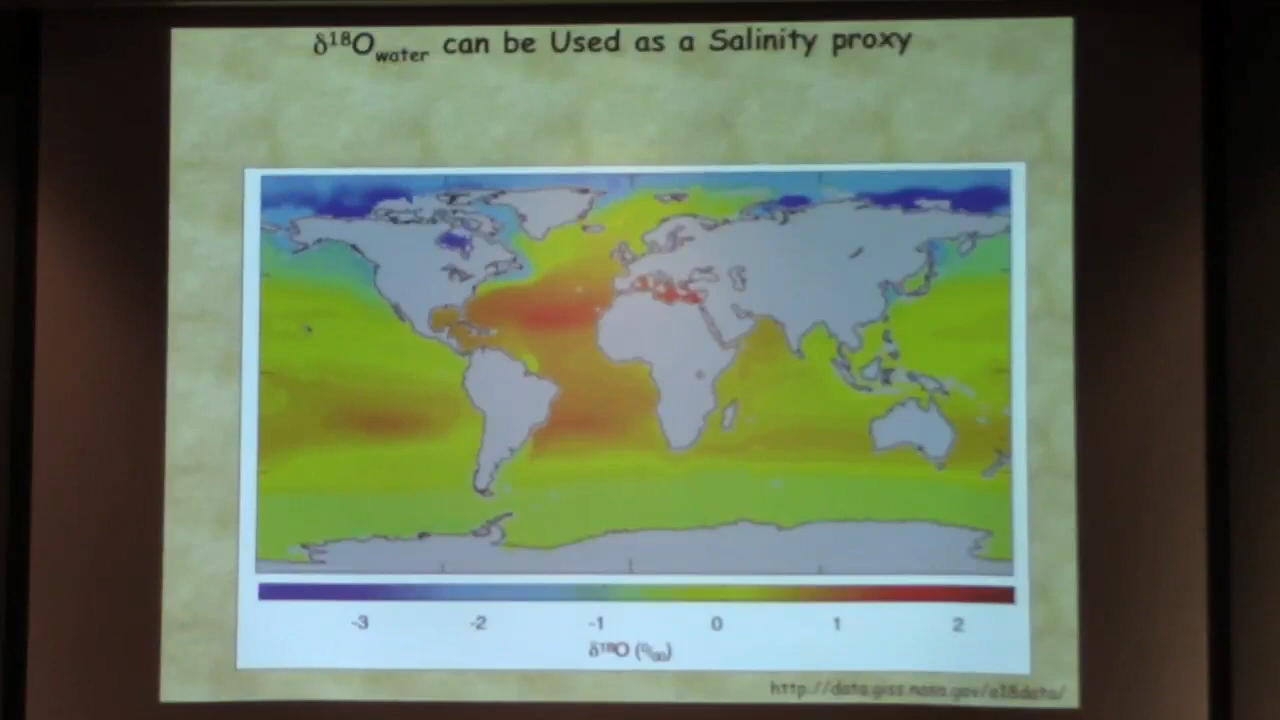 δ¹⁸Owater can be Used as a Salinity proxy
-3 -2 -1 0 1 2
δ¹⁸O (‰)
http://data.giss.nasa.gov/o18data/